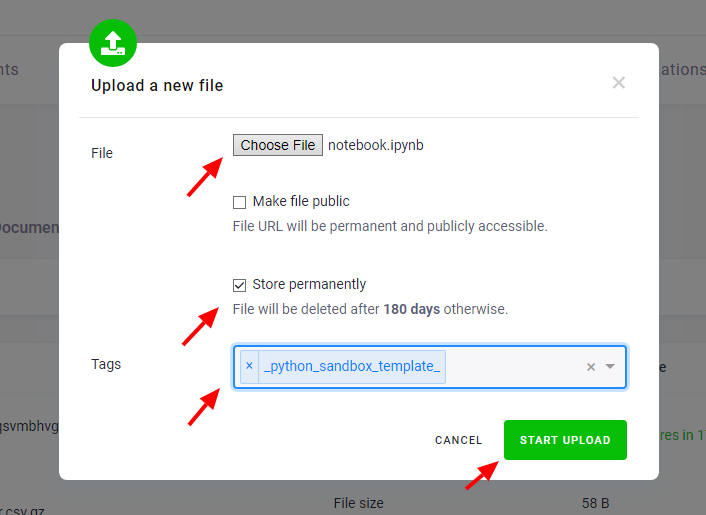 nts
ations
Upload a new file
×
File
Choose File notebook.ipynb
Make file public
File URL will be permanent and publicly accessible.
Documen
Store permanently
File will be deleted after 180 days otherwise.
Tags
× _python_sandbox_template_ ×
e
qsvmbhvg
res in 1
CANCEL
START UPLOAD
File size
58 B
r.csv.gz